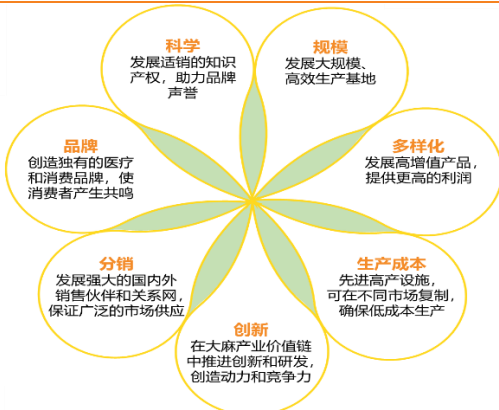 科学
发展适销的知识
产权，助力品牌
声誉
规模
发展大规模、
高效生产基地
品牌
创造独有的医疗
和消费品牌，使
消费者产生共鸣
多样化
发展高增值产品，
提供更高的利润
分销
发展强大的国内外
销售伙伴和关系网，
保证广泛的市场供应
生产成本
先进高产设施，
可在不同市场复制，
确保低成本生产
创新
在大麻产业价值链
中推进创新和研发，
创造动力和竞争力